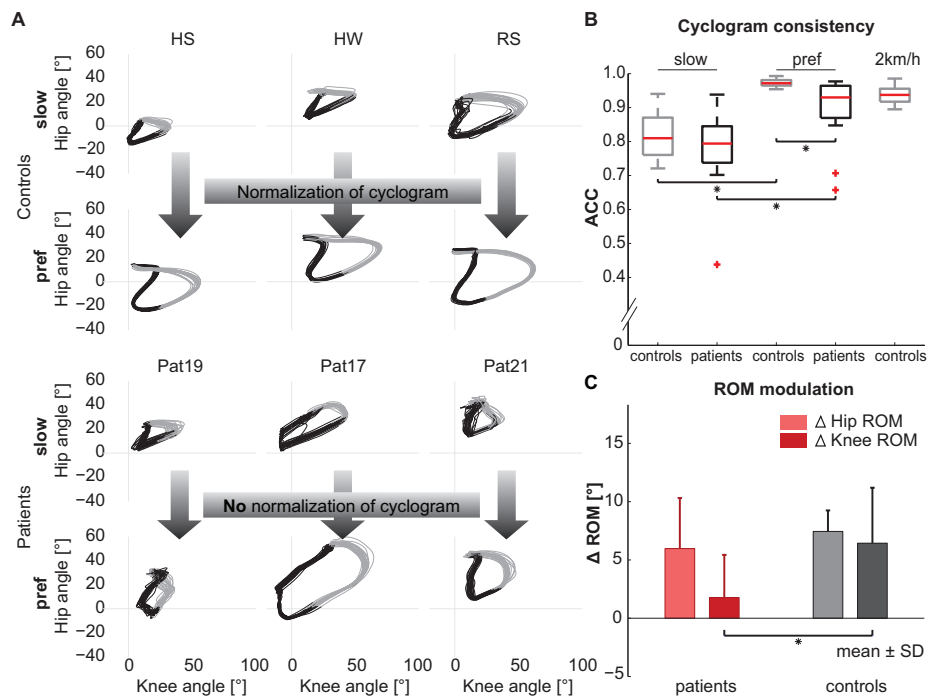 A
HS
HW
RS
Controls
slow
Hip angle [°]
60
40
20
0
−20
−40
Normalization of cyclogram
pref
Hip angle [°]
60
40
20
0
−20
−40
Pat19
Pat17
Pat21
Patients
slow
Hip angle [°]
60
40
20
0
−20
−40
No normalization of cyclogram
pref
Hip angle [°]
60
40
20
0
−20
−40
0 50 100
0 50 100
0 50 100
Knee angle [°]
Knee angle [°]
Knee angle [°]
B
Cyclogram consistency
slow
pref
2km/h
ACC
1.0
0.9
0.8
0.7
0.6
0.5
0.4
0
*
*
*
controls patients controls patients controls
C
ROM modulation
Δ Hip ROM
Δ Knee ROM
Δ ROM [°]
15
10
5
0
−5
*
mean ± SD
patients controls